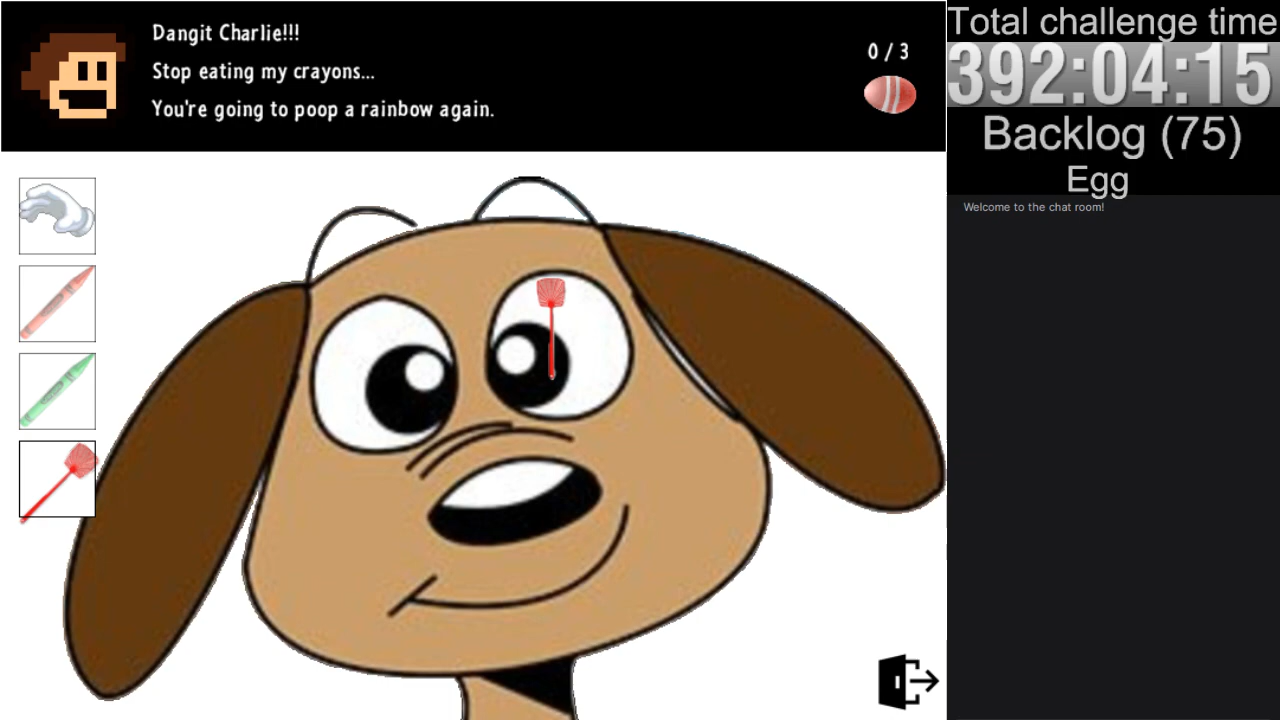 Dangit Charlie!!!
Stop eating my crayons...
You're going to poop a rainbow again.
0 / 3
Total challenge time
392:04:15
Backlog (75)
Egg
Welcome to the chat room!